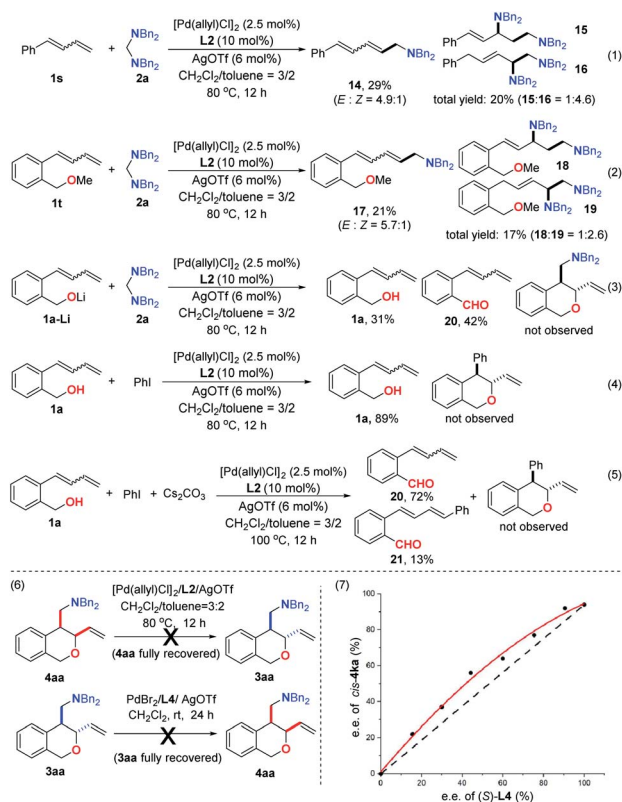 [Pd(allyl)Cl]2 (2.5 mol%)
L2 (10 mol%)
AgOTf (6 mol%)
CH2Cl2/toluene = 3/2
80 °C, 12 h
Ph
1s
+
NBn2
NBn2
2a
Ph
NBn2
14, 29%
(E : Z = 4.9:1)
NBn2
Ph
NBn2
15
Ph
NBn2
NBn2
16
total yield: 20% (15:16 = 1:4.6)
(1)
[Pd(allyl)Cl]2 (2.5 mol%)
L2 (10 mol%)
AgOTf (6 mol%)
CH2Cl2/toluene = 3/2
80 °C, 12 h
OMe
1t
+
NBn2
NBn2
2a
NBn2
OMe
17, 21%
(E : Z = 5.7:1)
NBn2
NBn2
OMe
18
NBn2
OMe
NBn2
19
total yield: 17% (18:19 = 1:2.6)
(2)
[Pd(allyl)Cl]2 (2.5 mol%)
L2 (10 mol%)
AgOTf (6 mol%)
CH2Cl2/toluene = 3/2
80 °C, 12 h
OLi
1a-Li
+
NBn2
NBn2
2a
OH
1a, 31%
CHO
20, 42%
NBn2
O
not observed
(3)
[Pd(allyl)Cl]2 (2.5 mol%)
L2 (10 mol%)
AgOTf (6 mol%)
CH2Cl2/toluene = 3/2
80 °C, 12 h
OH
1a
+ PhI
OH
1a, 89%
Ph
O
not observed
(4)
[Pd(allyl)Cl]2 (2.5 mol%)
L2 (10 mol%)
AgOTf (6 mol%)
CH2Cl2/toluene = 3/2
100 °C, 12 h
OH
1a
+ PhI + Cs2CO3
CHO
20, 72%
CHO
Ph
21, 13%
+
Ph
O
not observed
(5)
(6)
[Pd(allyl)Cl]2/L2/AgOTf
CH2Cl2/toluene=3:2
80 °C, 12 h
(4aa fully recovered)
NBn2
O
4aa
NBn2
O
3aa
PdBr2/L4/ AgOTf
CH2Cl2, rt, 24 h
(3aa fully recovered)
NBn2
O
3aa
NBn2
O
4aa
(7)
e.e. of cis-4ka (%)
100
80
60
40
20
0
0 20 40 60 80 100
e.e. of (S)-L4 (%)